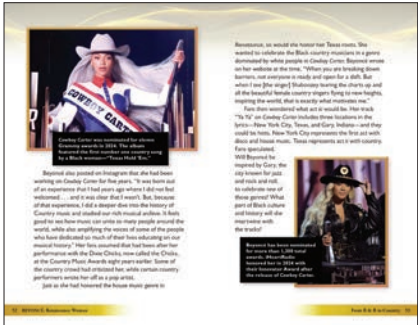 COWBOY CARTER
Cowboy Carter was nominated for eleven
Grammy awards in 2024. The album
featured the first number one country song
by a Black woman—"Texas Hold 'Em."
Beyoncé also posted on Instagram that she had been
working on Cowboy Carter for five years. "It was born out
of an experience that I had years ago where I did not feel
welcomed . . . and it was clear that I wasn't. But, because
of that experience, I did a deeper dive into the history of
Country music and studied our rich musical archive. It feels
good to see how music can unite so many people around the
world, while also amplifying the voices of some of the people
who have dedicated so much of their lives educating on our
musical history." Her fans assumed that had been after her
performance with the Dixie Chicks, now called the Chicks,
at the Country Music Awards eight years earlier. Some of
the country crowd had criticized her, while certain country
performers wrote her off as a pop artist.
Just as she had honored the house music genre in
Renaissance, so would she honor her Texas roots. She
wanted to celebrate the Black country musicians in a genre
dominated by white people in Cowboy Carter. Beyoncé wrote
on her website at the time, "When you are breaking down
barriers, not everyone is ready and open for a shift. But
when I see [the singer] Shaboozey tearing the charts up and
all the beautiful female country singers flying to new heights,
inspiring the world, that is exactly what motivates me."
Fans then wondered what act iii would be. Her track
"Ya Ya" on Cowboy Carter includes three locations in the
lyrics—New York City, Texas, and Gary, Indiana—and they
could be hints. New York City represents the first act with
disco and house music. Texas represents act ii with country.
Fans speculated,
Will Beyoncé be
inspired by Gary, the
city known for jazz
and rock and roll,
to celebrate one of
those genres? What
part of Black culture
and history will she
intertwine with
the tracks?
Beyoncé has been nominated
for more than 1,300 total
awards. iHeartRadio
honored her in 2024 with
their Innovator Award after
the release of Cowboy Carter.
92 BEYONCÉ: Renaissance Woman
From R & B to Country 93